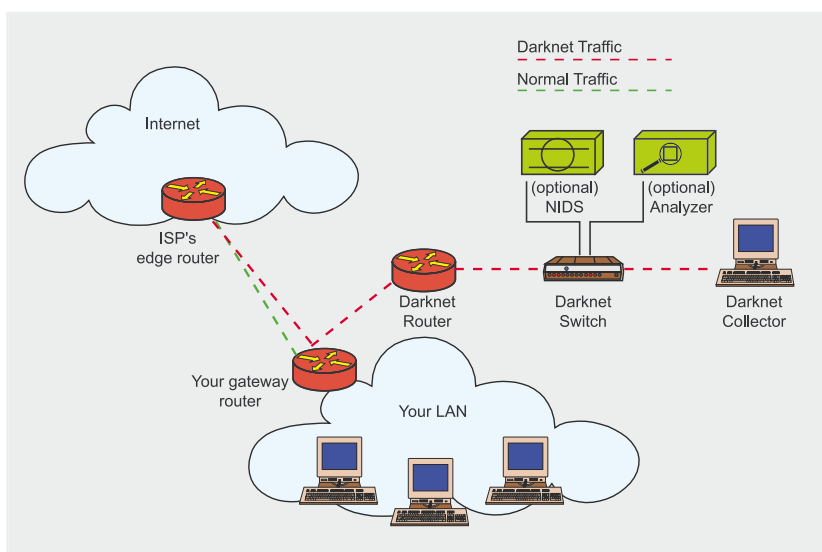 Darknet Traffic
Normal Traffic
Internet
(optional)
NIDS
(optional)
Analyzer
ISP's
edge router
Darknet
Router
Darknet
Switch
Darknet
Collector
Your gateway
router
Your LAN